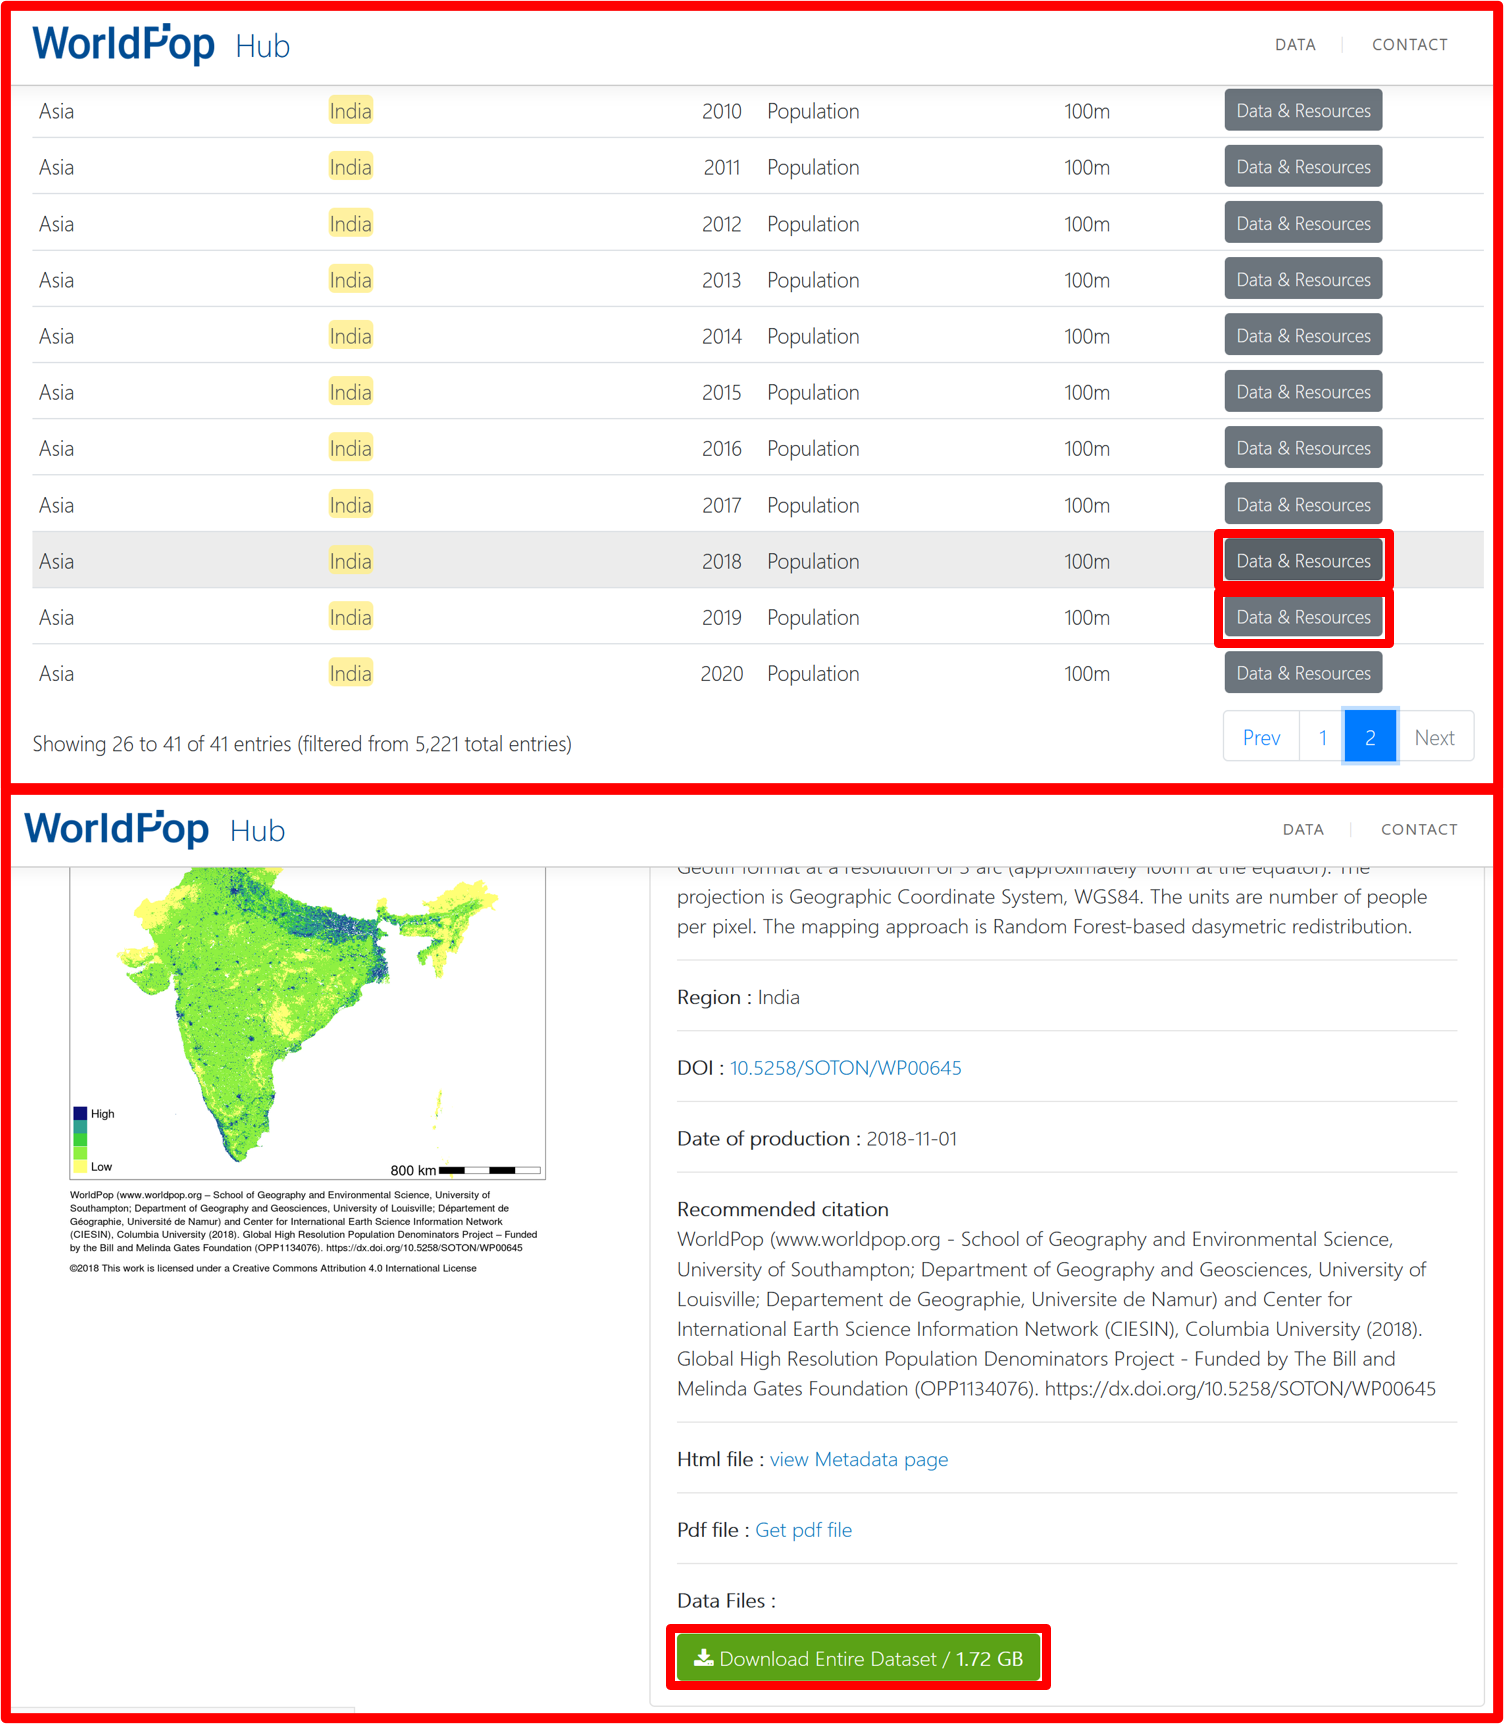 WorldPop Hub
DATA CONTACT
Asia India 2010 Population 100m Data & Resources
Asia India 2011 Population 100m Data & Resources
Asia India 2012 Population 100m Data & Resources
Asia India 2013 Population 100m Data & Resources
Asia India 2014 Population 100m Data & Resources
Asia India 2015 Population 100m Data & Resources
Asia India 2016 Population 100m Data & Resources
Asia India 2017 Population 100m Data & Resources
Asia India 2018 Population 100m Data & Resources
Asia India 2019 Population 100m Data & Resources
Asia India 2020 Population 100m Data & Resources
Showing 26 to 41 of 41 entries (filtered from 5,221 total entries)
Prev 1 2 Next
WorldPop Hub
DATA CONTACT
High
Low
800 km
WorldPop (www.worldpop.org – School of Geography and Environmental Science, University of
Southampton; Department of Geography and Geosciences, University of Louisville; Département de
Géographie, Université de Namur) and Center for International Earth Science Information Network
(CIESIN), Columbia University (2018). Global High Resolution Population Denominators Project – Funded
by the Bill and Melinda Gates Foundation (OPP1134076). https://dx.doi.org/10.5258/SOTON/WP00645
©2018 This work is licensed under a Creative Commons Attribution 4.0 International License
Geotiff format at a resolution of 3 arc (approximately 100m at the equator). The
projection is Geographic Coordinate System, WGS84. The units are number of people
per pixel. The mapping approach is Random Forest-based dasymetric redistribution.
Region : India
DOI : 10.5258/SOTON/WP00645
Date of production : 2018-11-01
Recommended citation
WorldPop (www.worldpop.org - School of Geography and Environmental Science,
University of Southampton; Department of Geography and Geosciences, University of
Louisville; Departement de Geographie, Universite de Namur) and Center for
International Earth Science Information Network (CIESIN), Columbia University (2018).
Global High Resolution Population Denominators Project - Funded by The Bill and
Melinda Gates Foundation (OPP1134076). https://dx.doi.org/10.5258/SOTON/WP00645
Html file : view Metadata page
Pdf file : Get pdf file
Data Files :
Download Entire Dataset / 1.72 GB